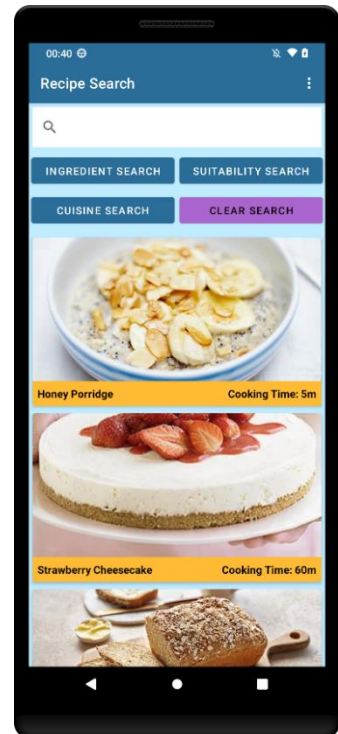 00:40
Recipe Search
INGREDIENT SEARCH SUITABILITY SEARCH
CUISINE SEARCH CLEAR SEARCH
Honey Porridge Cooking Time: 5m
Strawberry Cheesecake Cooking Time: 60m